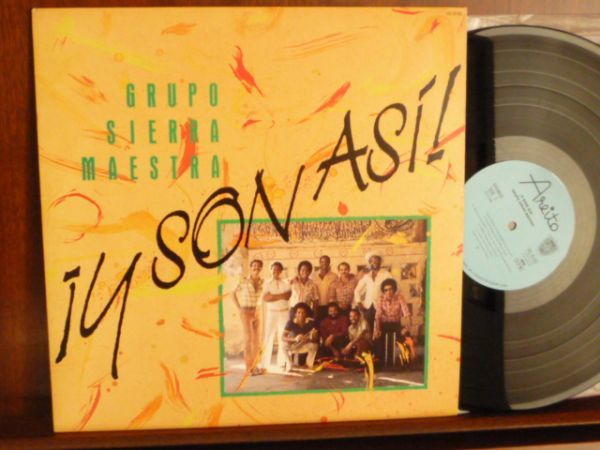 GRUPO
SIERRA
MAESTRA
¡Y SON ASÍ!
Areito